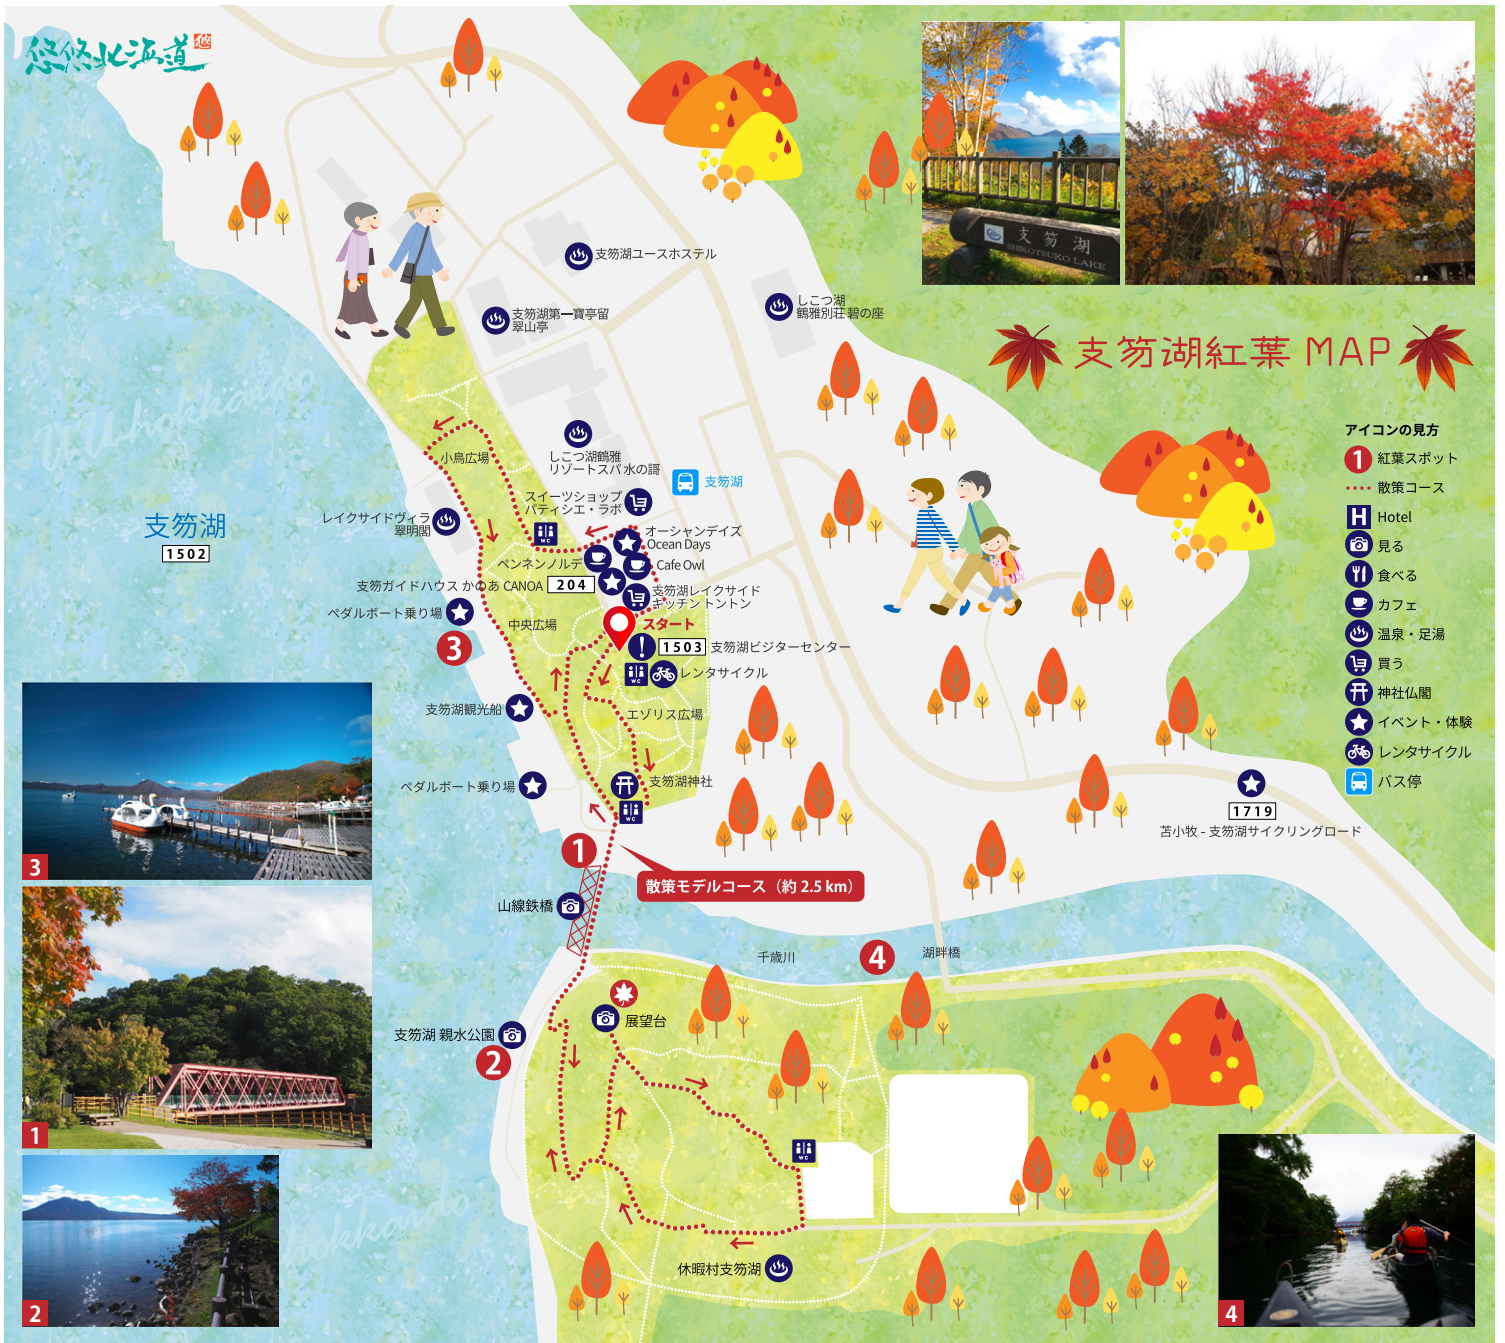 悠悠北海道
悠
支笏湖
SHIKOTSUKO LAKE
支笏湖紅葉 MAP
アイコンの見方
1 紅葉スポット
散策コース
H Hotel
見る
食べる
カフェ
温泉・足湯
買う
神社仏閣
イベント・体験
レンタサイクル
バス停
支笏湖ユースホステル
支笏湖第一寶亭留
翠山亭
しこつ湖
鶴雅別荘 碧の座
小鳥広場
しこつ湖鶴雅
リゾートスパ 水の謌
支笏湖
スイーツショップ
パティシエ・ラボ
レイクサイドヴィラ
翠明閣
WC
オーシャンデイズ
Ocean Days
ペンネンノルデ
Cafe Owl
支笏ガイドハウス かのあ CANOA
204
支笏湖レイクサイド
キッチン トントン
ペダルボート乗り場
3
中央広場
スタート
1503
支笏湖ビジターセンター
WC
レンタサイクル
支笏湖観光船
エゾリス広場
ペダルボート乗り場
支笏湖神社
WC
支笏湖
1502
UU hokkaido
1719
苫小牧 - 支笏湖サイクリングロード
1
散策モデルコース（約 2.5 km）
山線鉄橋
千歳川
4
湖畔橋
展望台
支笏湖 親水公園
2
WC
休暇村支笏湖
okkaido
3
1
2
4